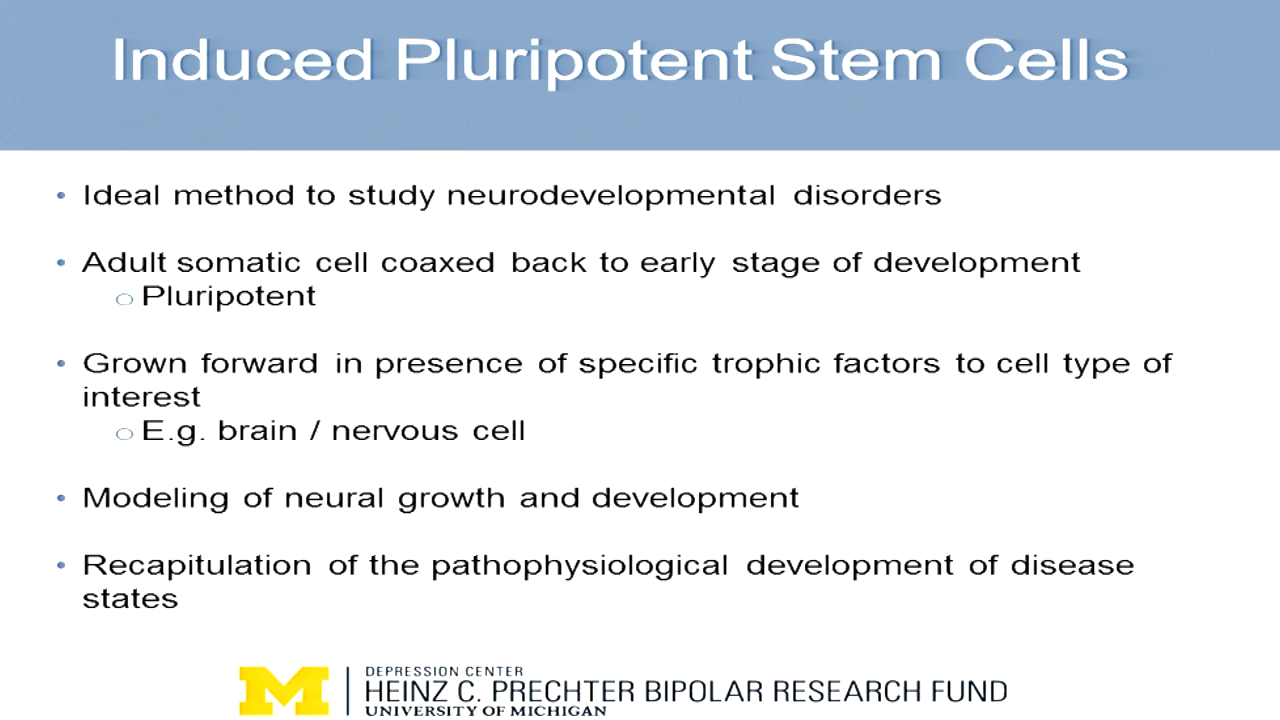 Induced Pluripotent Stem Cells
• Ideal method to study neurodevelopmental disorders
• Adult somatic cell coaxed back to early stage of development
○ Pluripotent
• Grown forward in presence of specific trophic factors to cell type of
interest
○ E.g. brain / nervous cell
• Modeling of neural growth and development
• Recapitulation of the pathophysiological development of disease
states
M
DEPRESSION CENTER
HEINZ C. PRECHTER BIPOLAR RESEARCH FUND
UNIVERSITY OF MICHIGAN